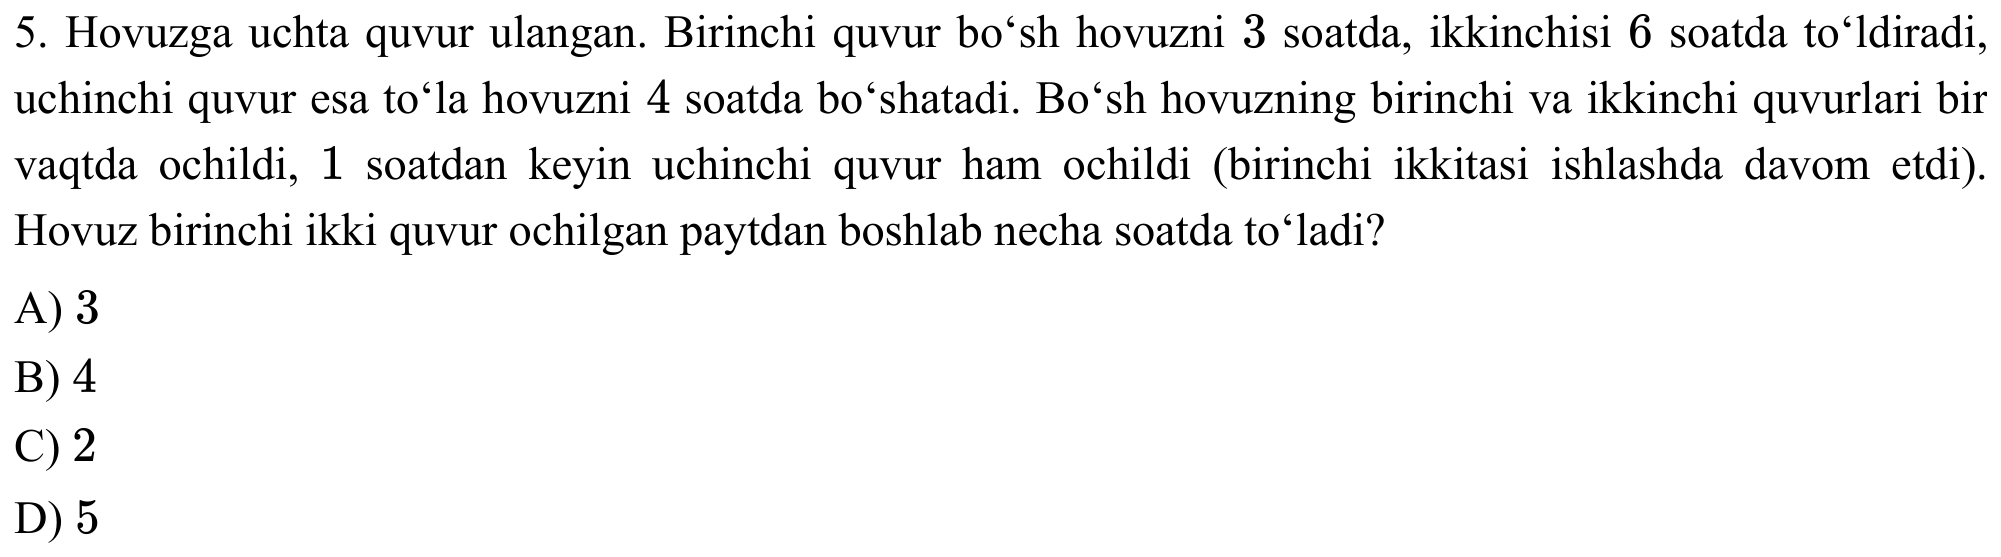 5. Hovuzga uchta quvur ulangan. Birinchi quvur bo‘sh hovuzni 3 soatda, ikkinchisi 6 soatda to‘ldiradi,
uchinchi quvur esa to‘la hovuzni 4 soatda bo‘shatadi. Bo‘sh hovuzning birinchi va ikkinchi quvurlari bir
vaqtda ochildi, 1 soatdan keyin uchinchi quvur ham ochildi (birinchi ikkitasi ishlashda davom etdi).
Hovuz birinchi ikki quvur ochilgan paytdan boshlab necha soatda to‘ladi?
A) 3
B) 4
C) 2
D) 5